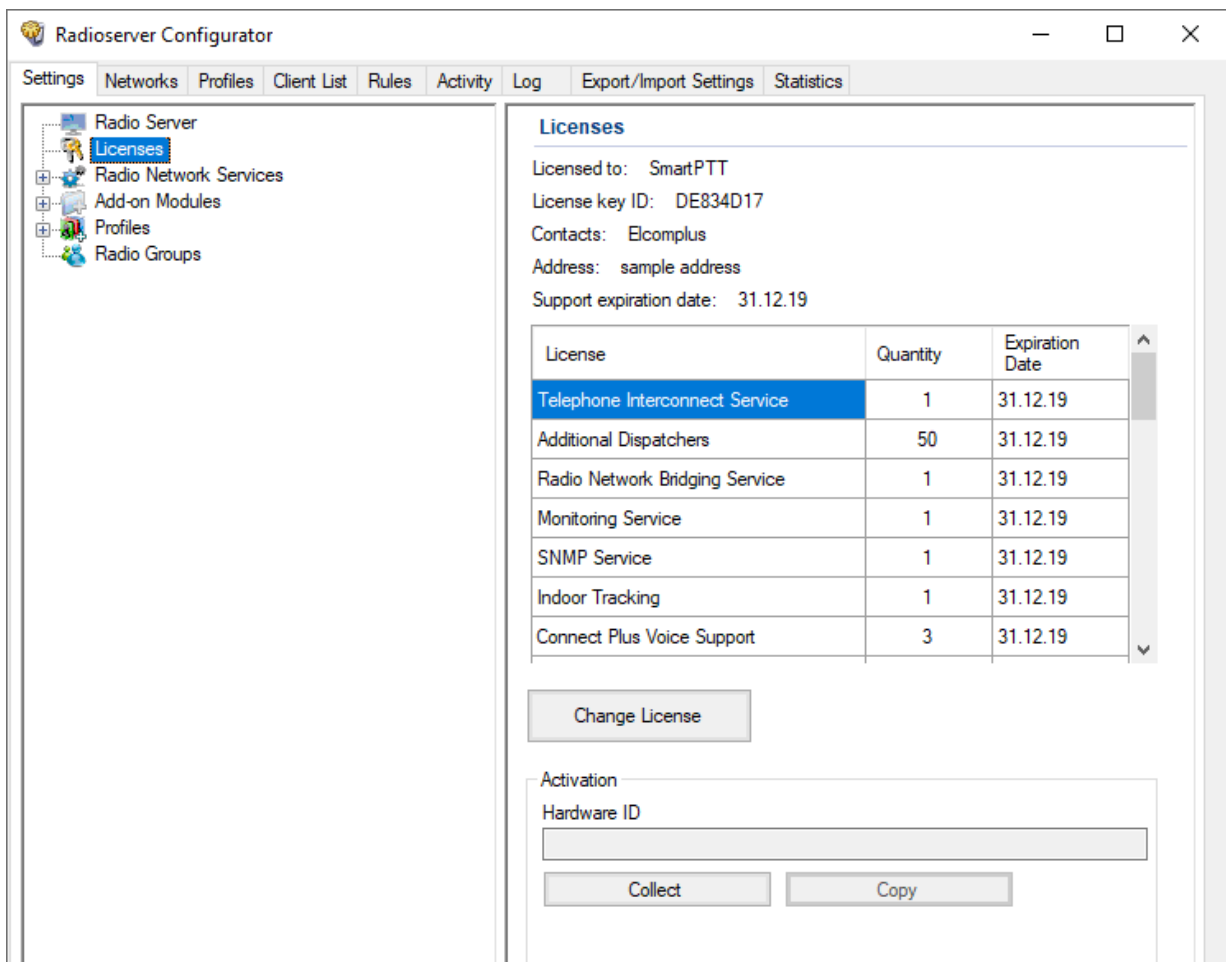 Radioserver Configurator
Settings Networks Profiles Client List Rules Activity Log Export/Import Settings Statistics
Radio Server
Licenses
Radio Network Services
Add-on Modules
Profiles
Radio Groups
Licenses
Licensed to: SmartPTT
License key ID: DE834D17
Contacts: Elcomplus
Address: sample address
Support expiration date: 31.12.19
License Quantity Expiration Date
Telephone Interconnect Service 1 31.12.19
Additional Dispatchers 50 31.12.19
Radio Network Bridging Service 1 31.12.19
Monitoring Service 1 31.12.19
SNMP Service 1 31.12.19
Indoor Tracking 1 31.12.19
Connect Plus Voice Support 3 31.12.19
Change License
Activation
Hardware ID
Collect Copy